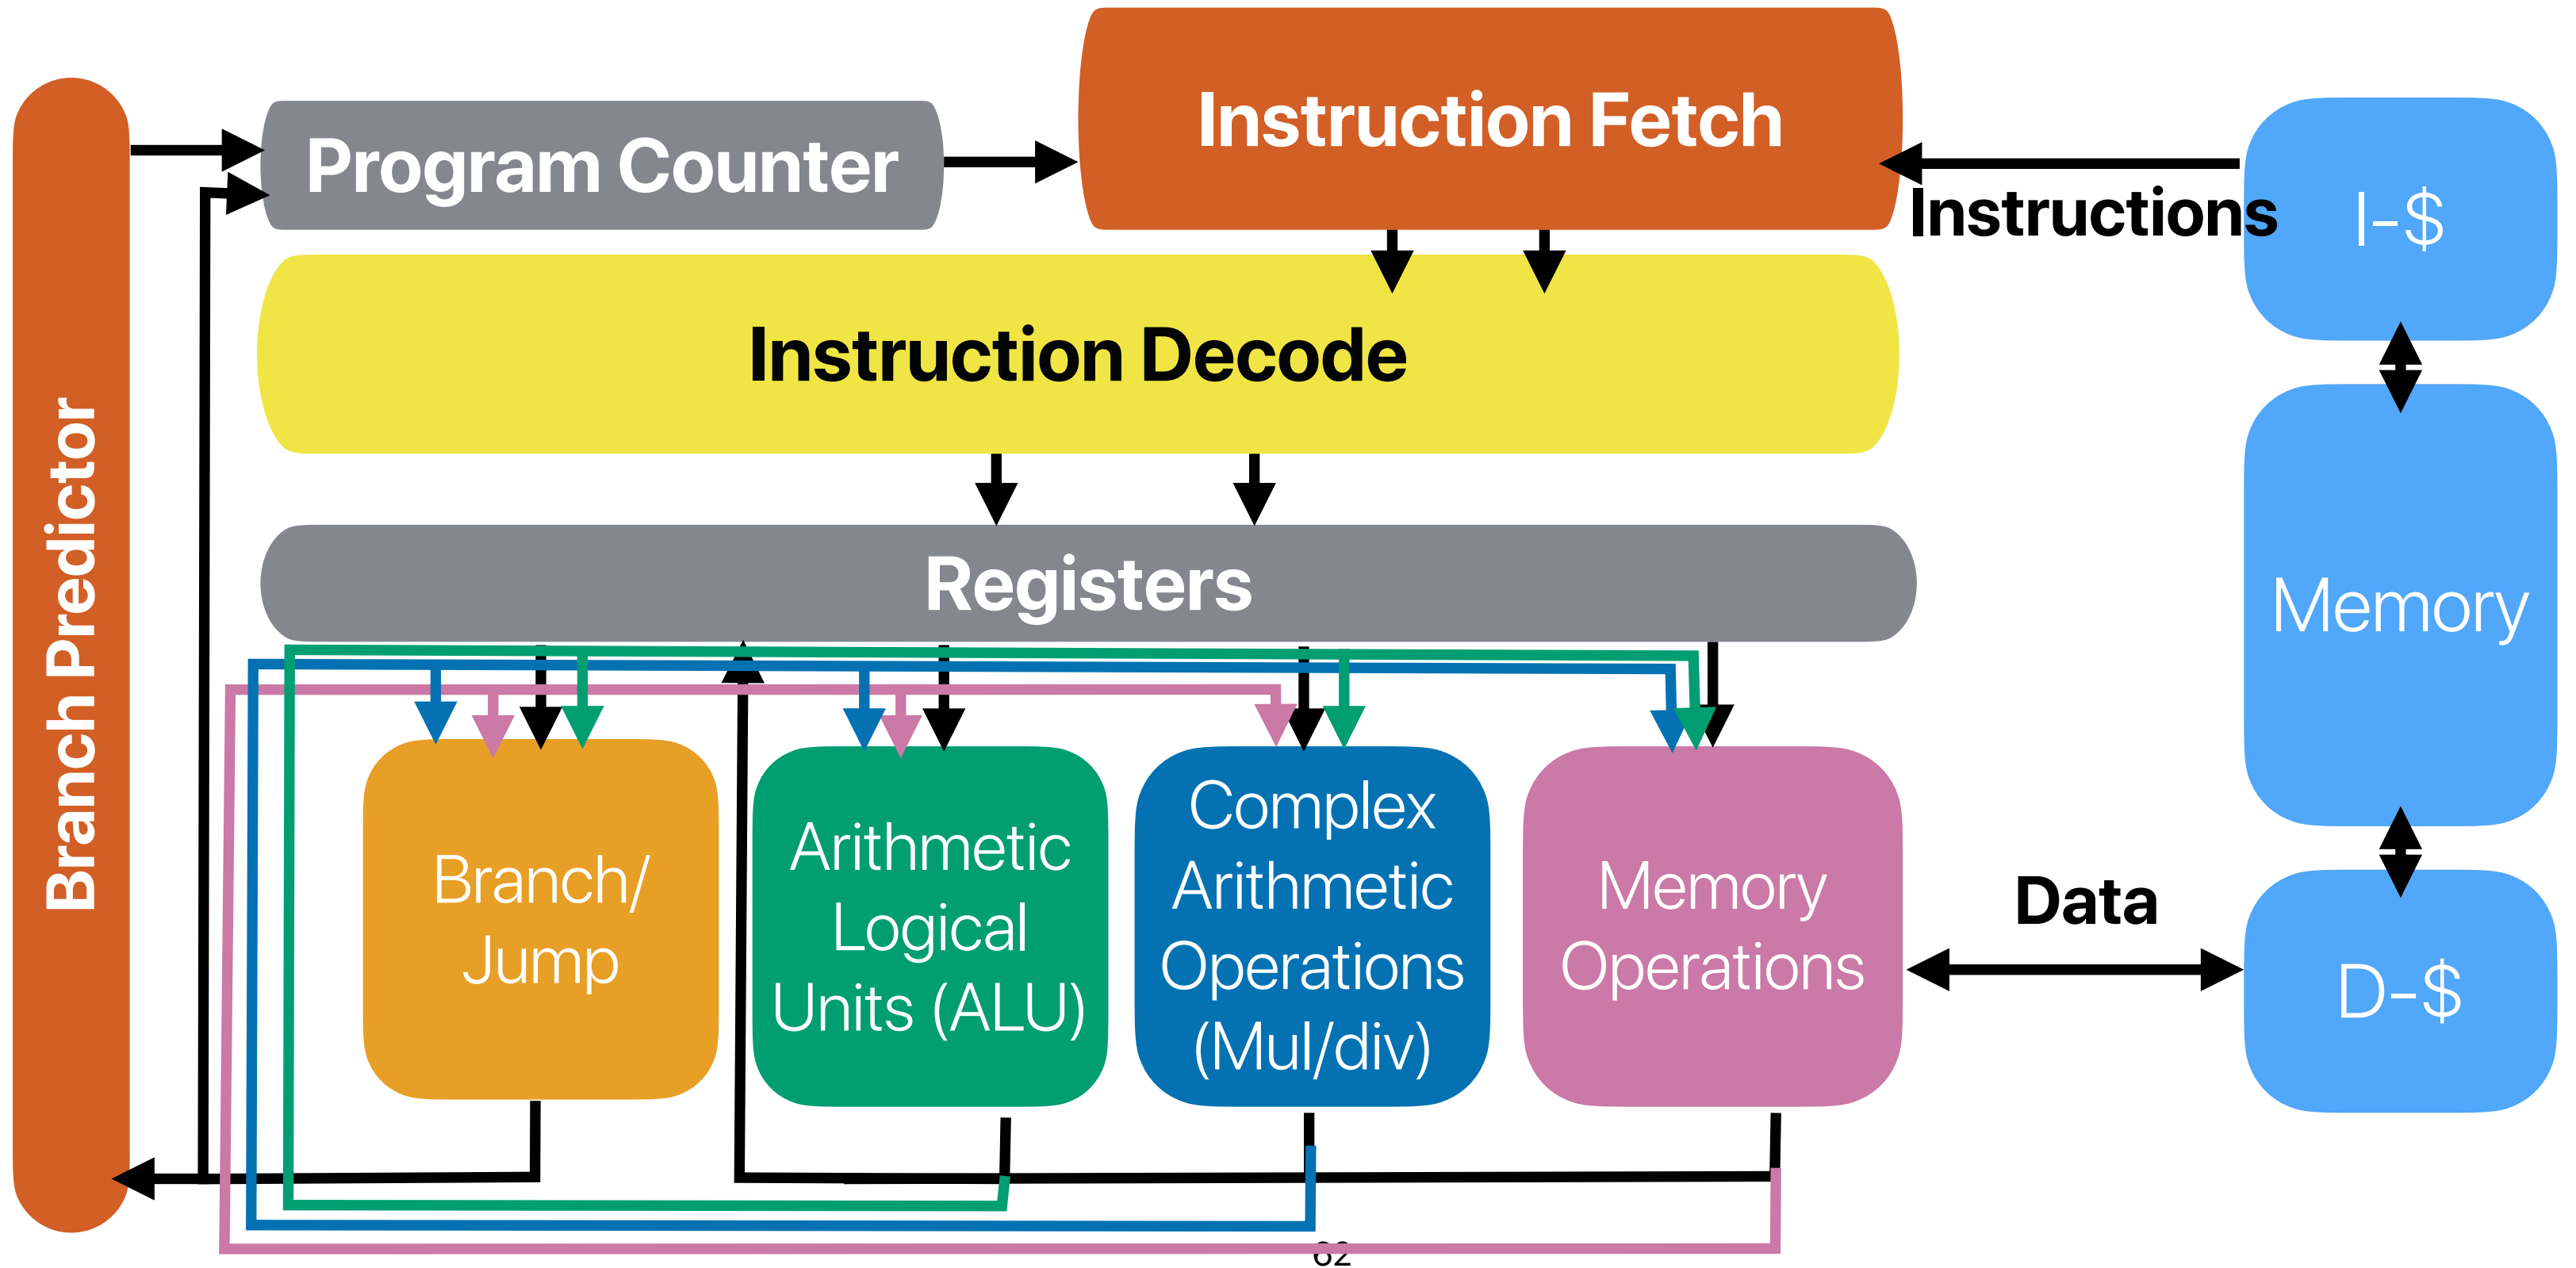 Branch Predictor
Program Counter
Instruction Fetch
Instructions
I-$
Instruction Decode
Registers
Memory
Branch/
Jump
Arithmetic
Logical
Units (ALU)
Complex
Arithmetic
Operations
(Mul/div)
Memory
Operations
Data
D-$
62